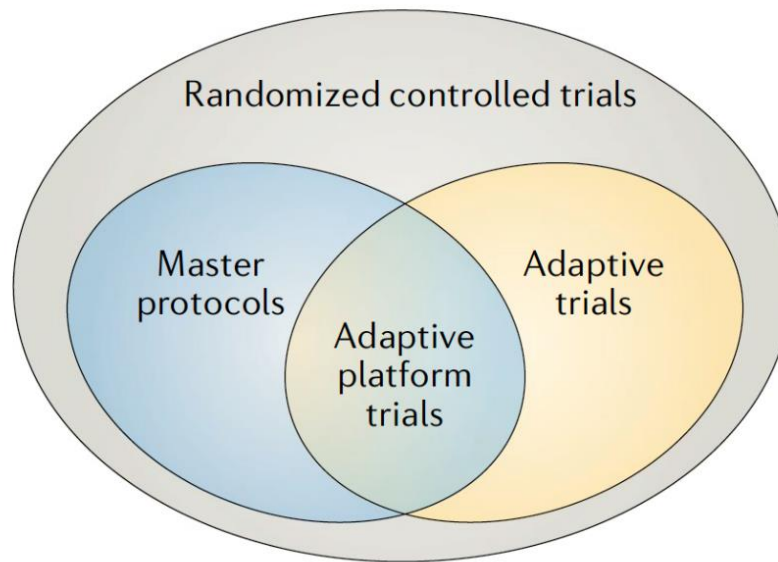 Randomized controlled trials
Master
protocols
Adaptive
trials
Adaptive
platform
trials